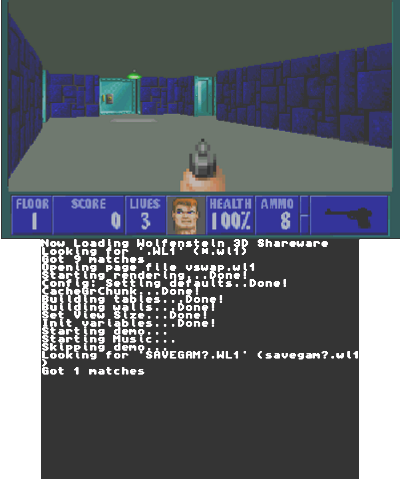 FLOOR SCORE LIVES HEALTH AMMO
1 0 3 100% 8
Now Loading Wolfenstein 3D Shareware
Looking for '.WL1' (*.wl1)
Got 9 matches
Opening page file vswap.wl1
Starting rendering...Done!
Config: Setting defaults..Done!
CacheGrChunk...Done!
Building tables...Done!
Building walls...Done!
Set View Size...Done!
Init variables...Done!
Starting demo...
Starting Music...
Skipping demo...
Looking for 'SAVEGAM?.WL1' (savegam?.wl1
)
Got 1 matches